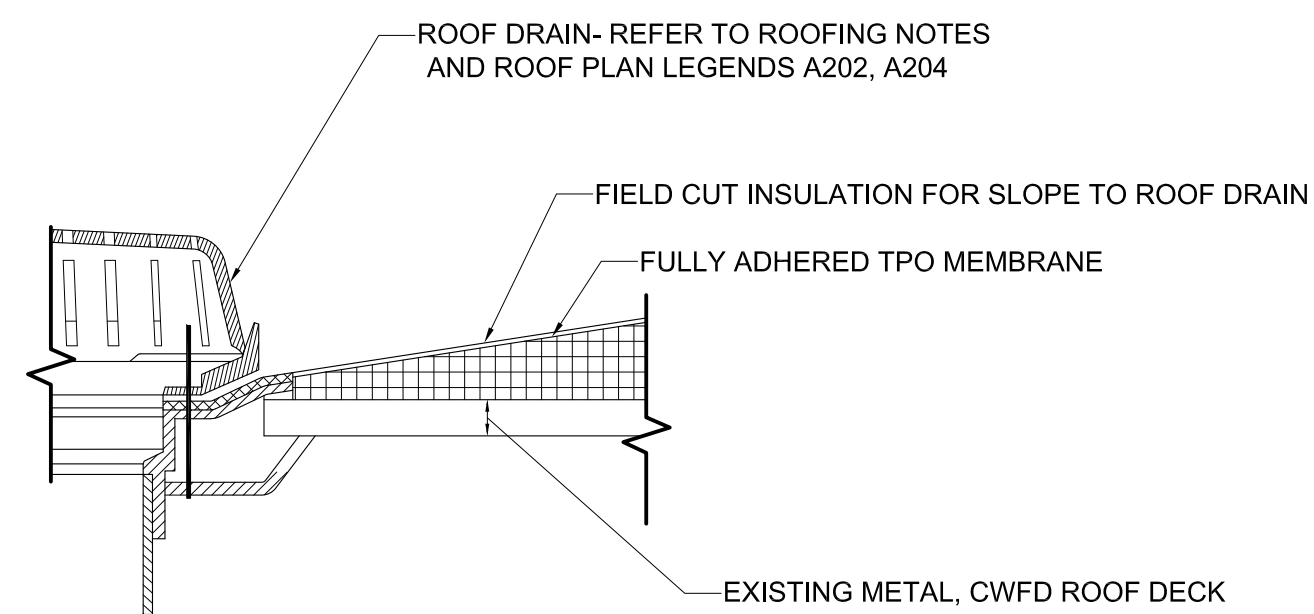 ROOF DRAIN- REFER TO ROOFING NOTES
AND ROOF PLAN LEGENDS A202, A204
FIELD CUT INSULATION FOR SLOPE TO ROOF DRAIN
FULLY ADHERED TPO MEMBRANE
EXISTING METAL, CWFD ROOF DECK